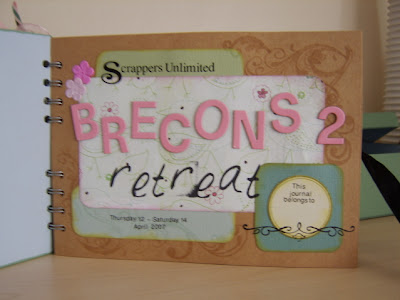 Scrappers Unlimited
BRECONS 2
retreat
Thursday 12 - Saturday 14
April 2007
This
journal
belongs to